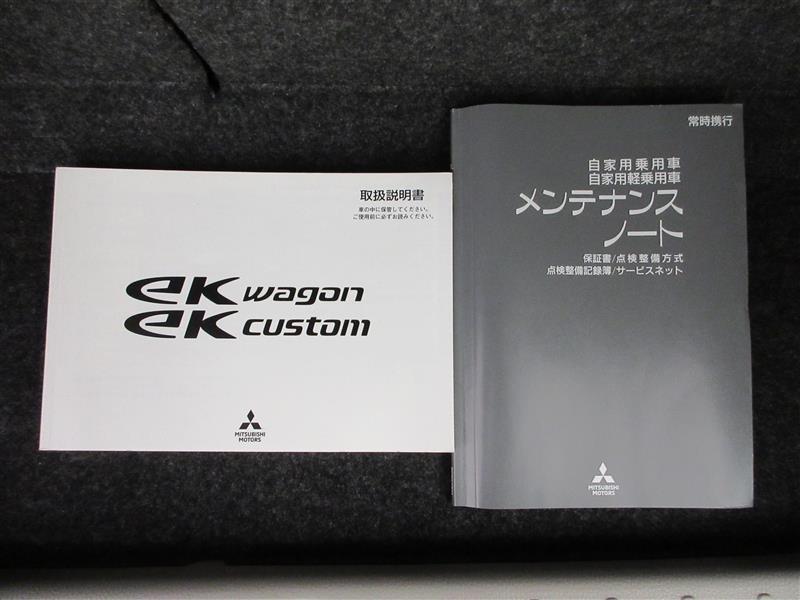 取扱説明書
車の中に保管してください。
ご使用前に必ずお読みください。
eK wagon
eK custom
MITSUBISHI
MOTORS
常時携行
自家用乗用車
自家用軽乗用車
メンテナンス
ノート
保証書/点検整備方式
点検整備記録簿/サービスネット
MITSUBISHI
MOTORS